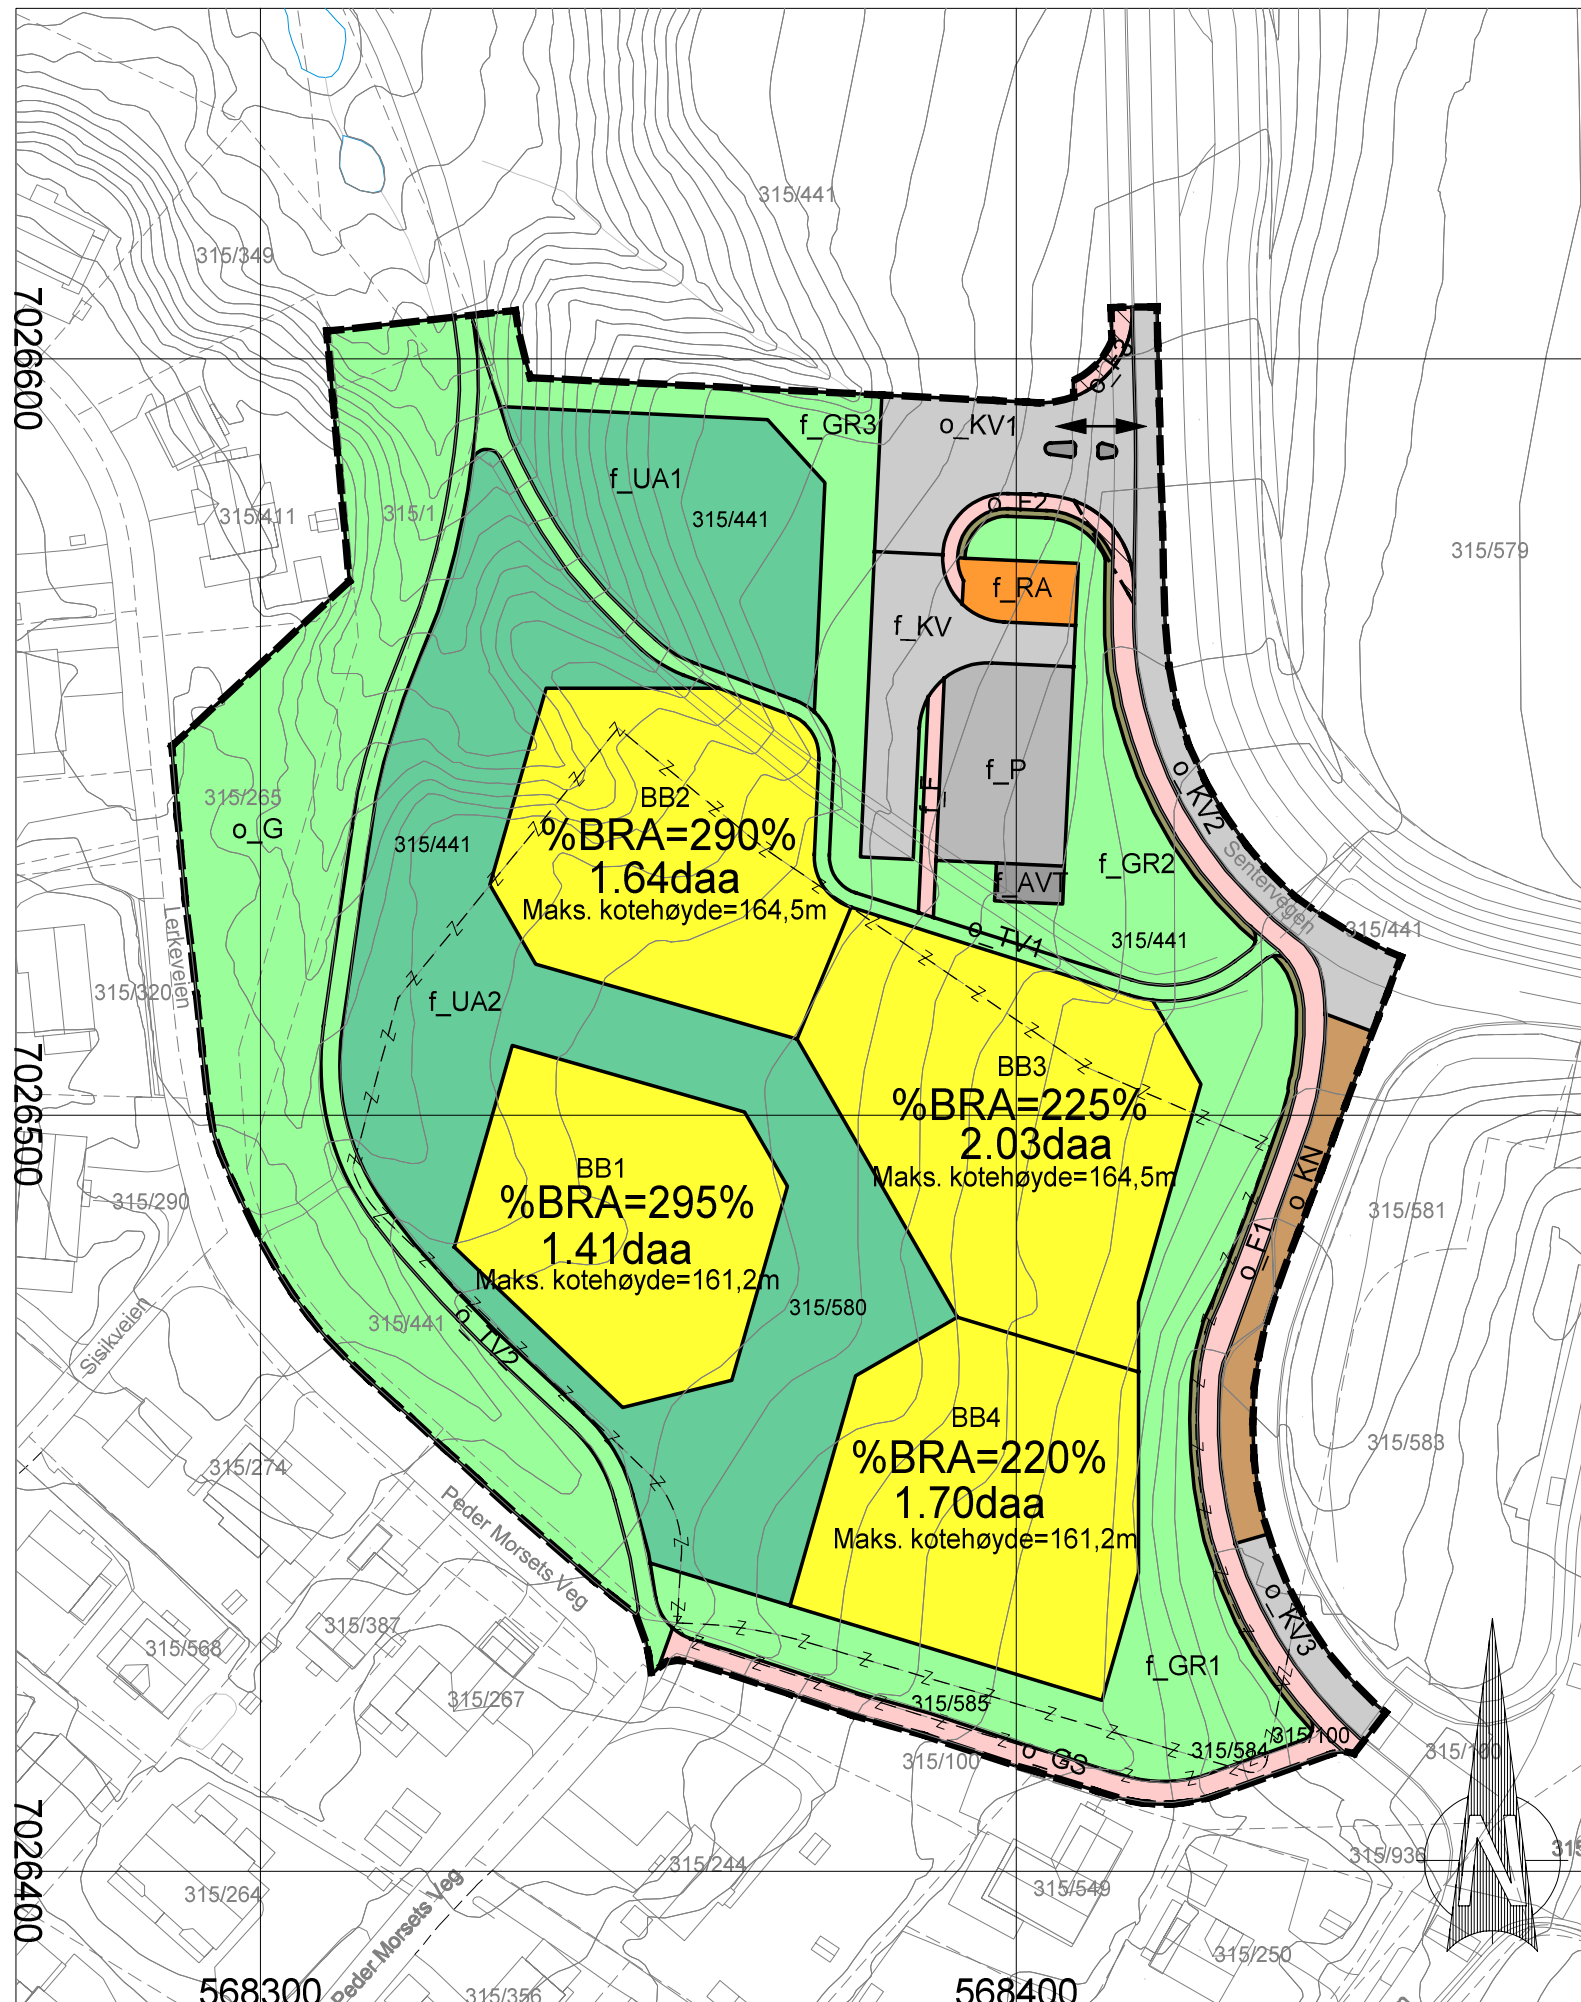 315/441
315/349
7026600
f_GR3
o_KV1
f_UA1
315/441
315/411
315/1
o_F2
315/579
f_RA
f_KV
f_P
TF
o_KV2
BB2
%BRA=290%
1.64daa
Maks. kotehøyde=164,5m
315/265
o_G
315/441
Sentervegen
f_GR2
f_AVT
Lerkeveien
o_TV1
315/441
315/441
315/320
f_UA2
7026500
BB3
%BRA=225%
2.03daa
Maks. kotehøyde=164,5m
BB1
%BRA=295%
1.41daa
Maks. kotehøyde=161,2m
o_KN
315/290
315/581
o_F1
315/580
Sisikveien
315/441
o_TV2
BB4
%BRA=220%
1.70daa
Maks. kotehøyde=161,2m
315/583
315/274
Peder Morsets Veg
o_KV3
315/387
315/568
f_GR1
315/267
315/585
315/584
315/100
o_GS
315/100
315/100
N
7026400
315/244
315/936
315
315/264
315/549
Peder Morsets Veg
315/250
568300
315/356
568400